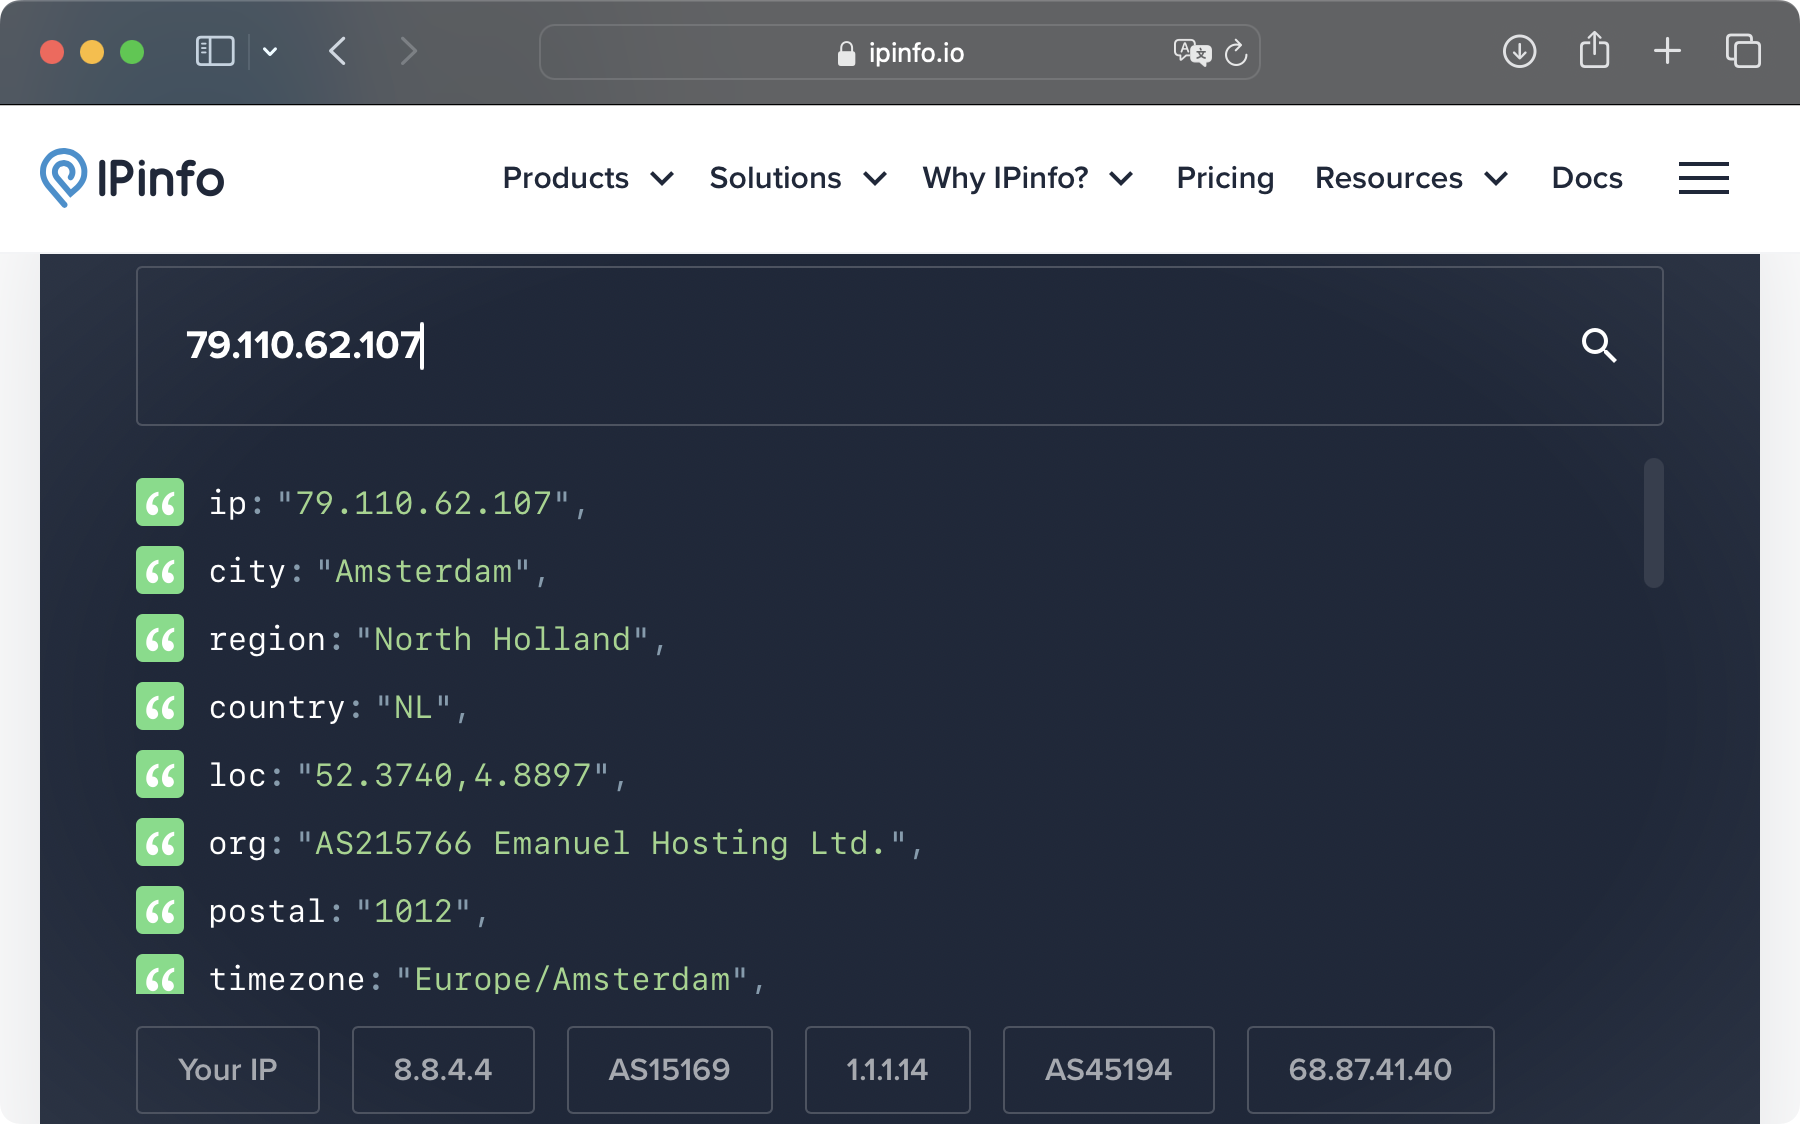 ipinfo.io
IPinfo
Products Solutions Why IPinfo? Pricing Resources Docs
79.110.62.107
ip: "79.110.62.107",
city: "Amsterdam",
region: "North Holland",
country: "NL",
loc: "52.3740,4.8897",
org: "AS215766 Emanuel Hosting Ltd.",
postal: "1012",
timezone: "Europe/Amsterdam",
Your IP 8.8.4.4 AS15169 1.1.1.14 AS45194 68.87.41.40